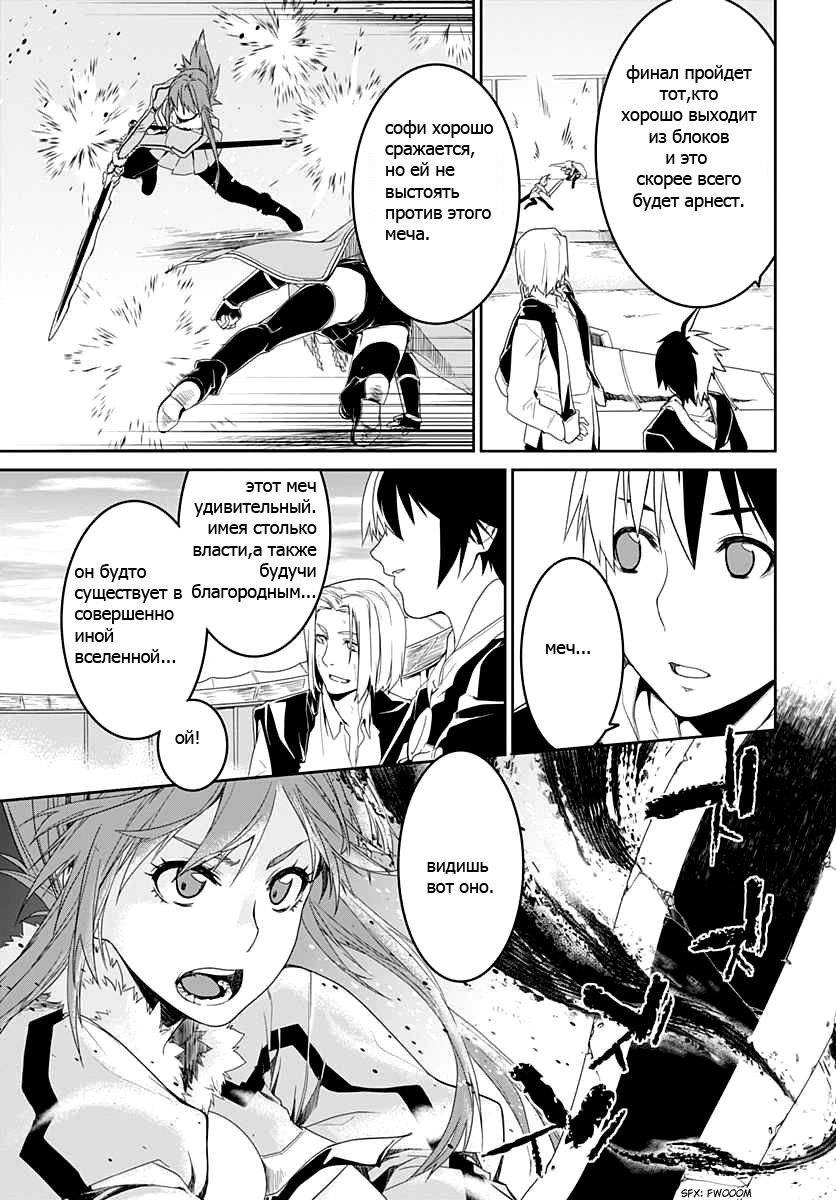 финал пройдет
тот,кто
хорошо выходит
из блоков
и это
скорее всего
будет арнест.
софи хорошо
сражается,
но ей не
выстоять
против этого
меча.
меч...
этот меч
удивительный.
имея столько
власти,а также
будучи
благородным...
он будто
существует в
совершенно
иной
вселенной...
ой!
видишь
вот оно.
SFX: FWOOOM